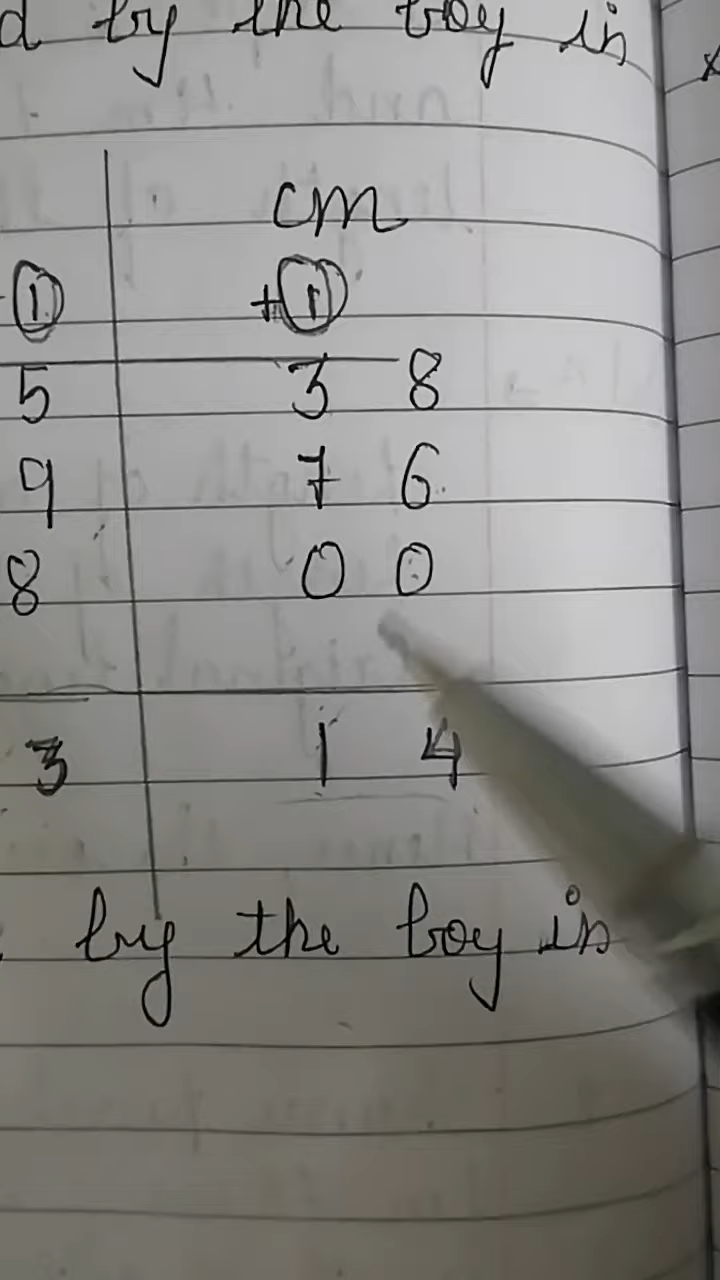 d by the boy in
cm
① +①
5 3 8
9 7 6
8 0 0
3 1 4
by the boy in